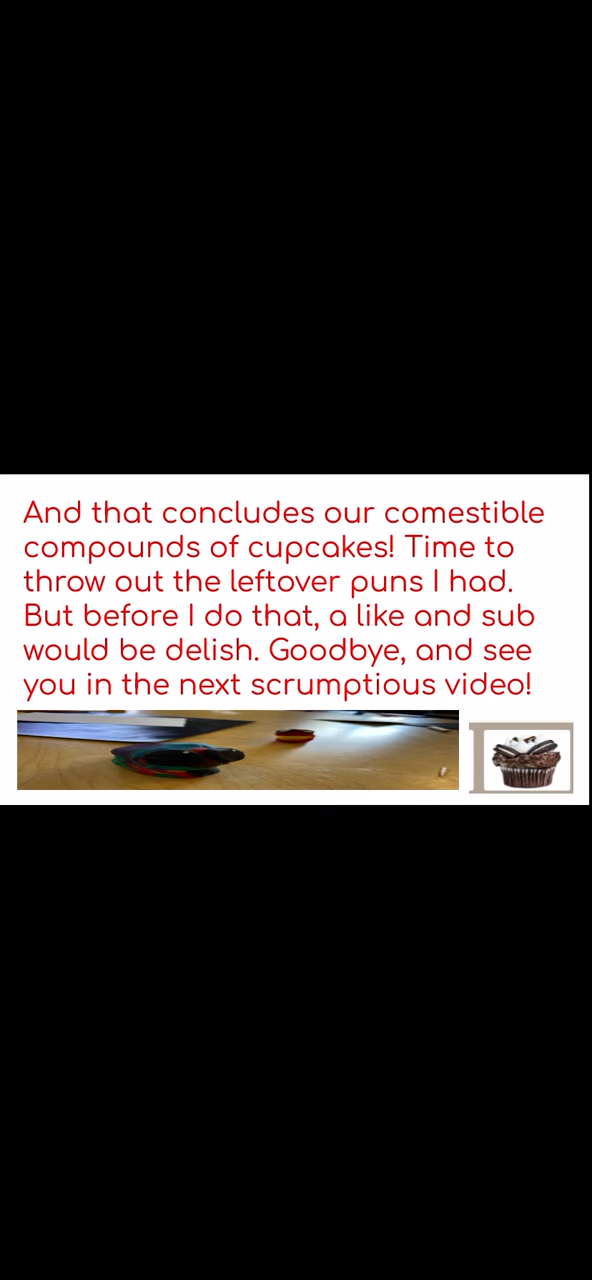 And that concludes our comestible
compounds of cupcakes! Time to
throw out the leftover puns I had.
But before I do that, a like and sub
would be delish. Goodbye, and see
you in the next scrumptious video!